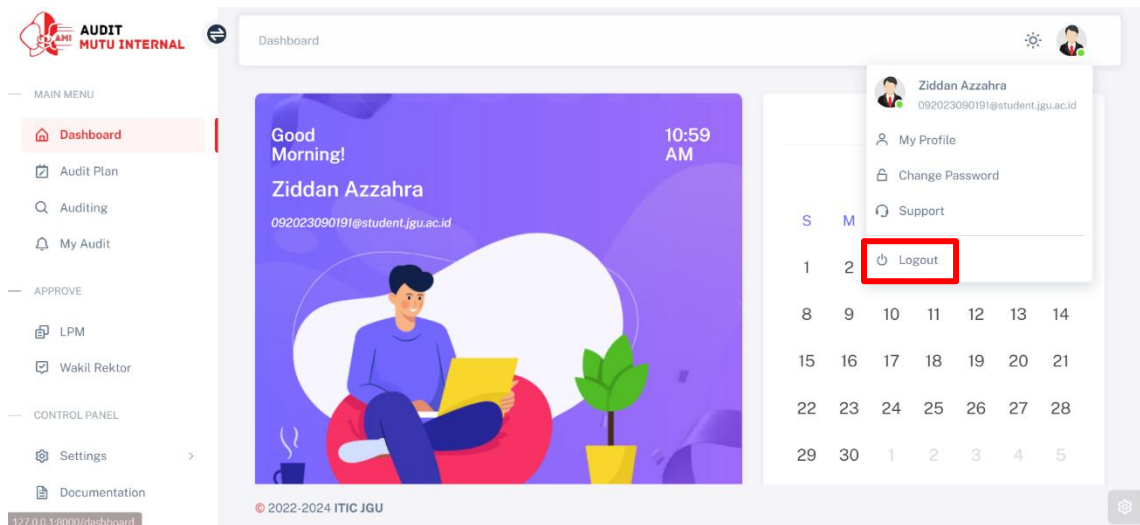 AMI
AUDIT
MUTU INTERNAL
Dashboard
MAIN MENU
Dashboard
Audit Plan
Auditing
My Audit
APPROVE
LPM
Wakil Rektor
CONTROL PANEL
Settings
Documentation
127.0.0.1:8000/dashboard
Good
Morning!
10:59
AM
Ziddan Azzahra
092023090191@student.jgu.ac.id
Ziddan Azzahra
092023090191@student.jgu.ac.id
My Profile
Change Password
Support
Logout
S M
1 2
8 9 10 11 12 13 14
15 16 17 18 19 20 21
22 23 24 25 26 27 28
29 30 1 2 3 4 5
© 2022-2024 ITIC JGU